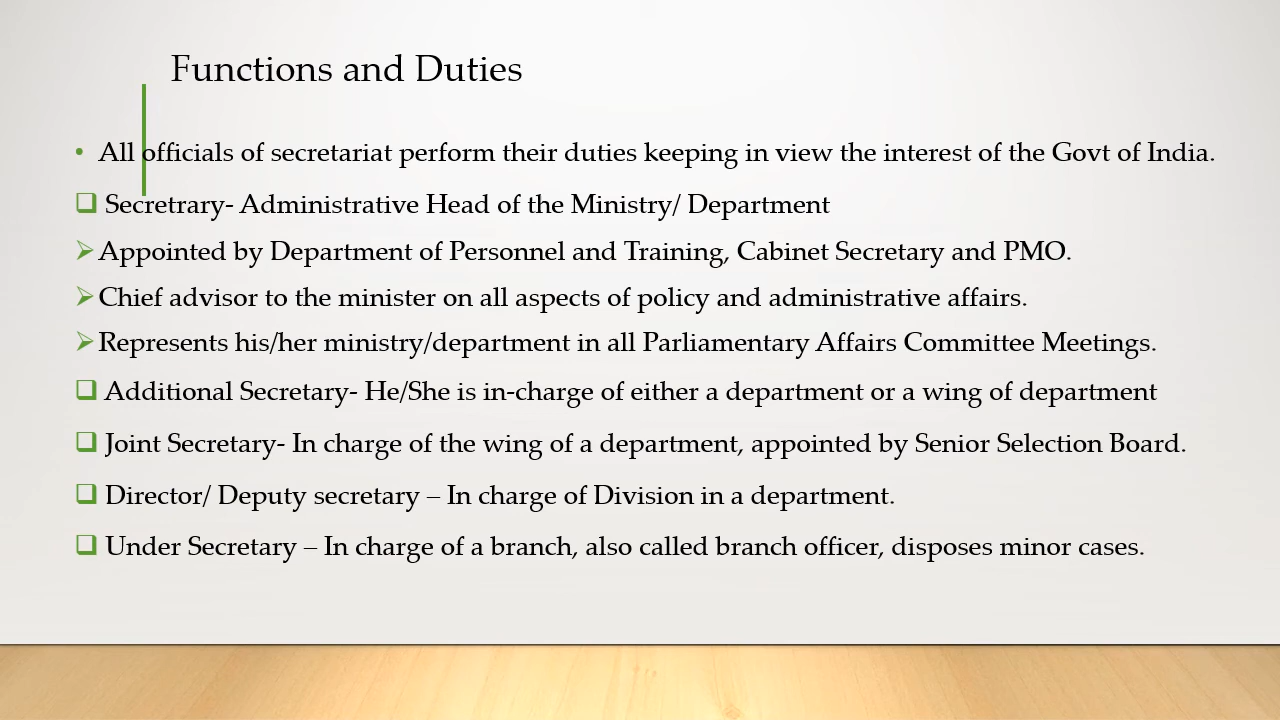 Functions and Duties
• All officials of secretariat perform their duties keeping in view the interest of the Govt of India.
❑ Secretrary- Administrative Head of the Ministry/ Department
➢ Appointed by Department of Personnel and Training, Cabinet Secretary and PMO.
➢ Chief advisor to the minister on all aspects of policy and administrative affairs.
➢ Represents his/her ministry/department in all Parliamentary Affairs Committee Meetings.
❑ Additional Secretary- He/She is in-charge of either a department or a wing of department
❑ Joint Secretary- In charge of the wing of a department, appointed by Senior Selection Board.
❑ Director/ Deputy secretary – In charge of Division in a department.
❑ Under Secretary – In charge of a branch, also called branch officer, disposes minor cases.